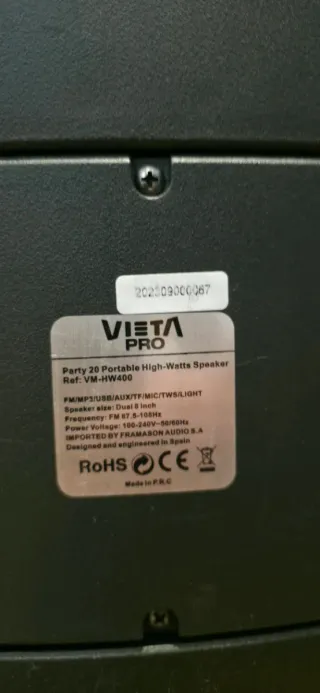 202309000067
VIETA
PRO
Party 20 Portable High-Watts Speaker
Ref: VM-HW400
FM/MP3/USB/AUX/TF/MIC/TWS/LIGHT
Speaker size: Dual 8 inch
Frequency: FM 87.5-108Hz
Power Voltage: 100-240V~50/60Hz
IMPORTED BY FRAMASON AUDIO S.A
Designed and engineered in Spain
RoHS CE
Made in P.R.C